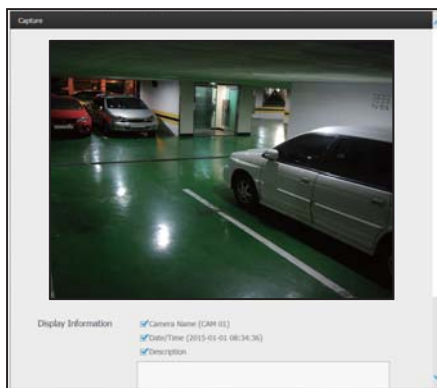 Capture
Display Information
Camera Name (CAM 01)
Date/Time (2015-01-01 08:34:36)
Description